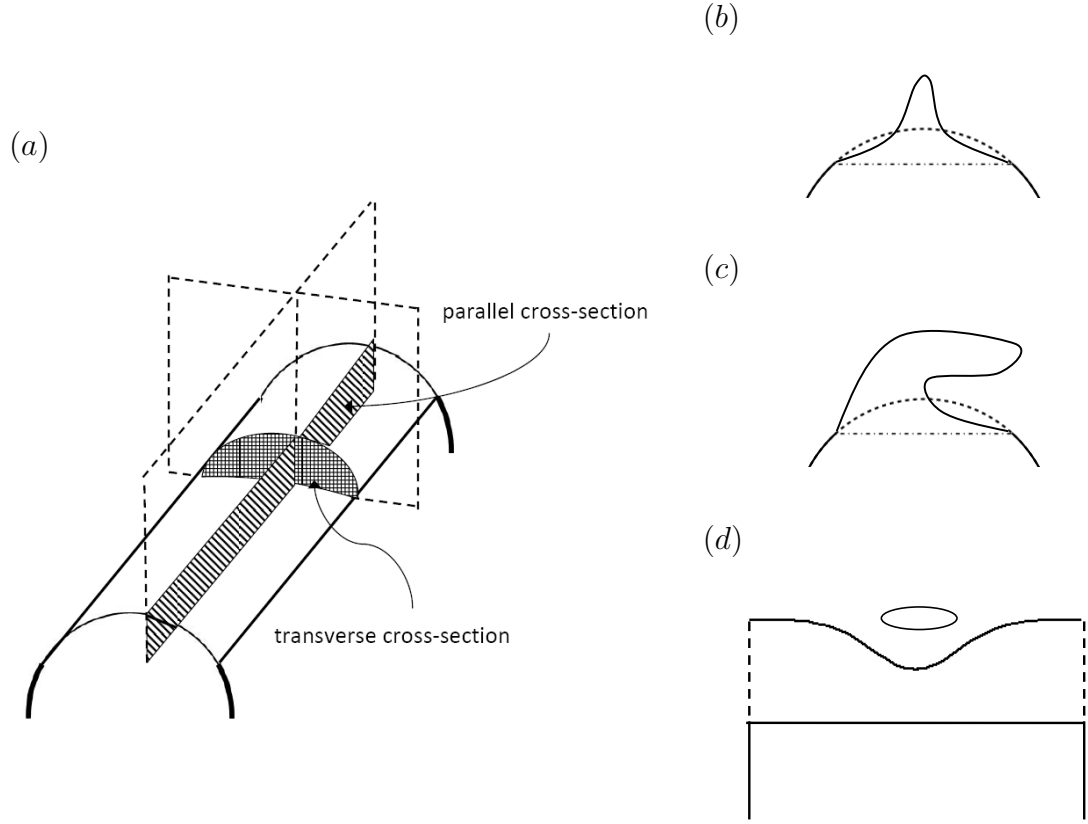 (a)
parallel cross-section
transverse cross-section
(b)
(c)
(d)